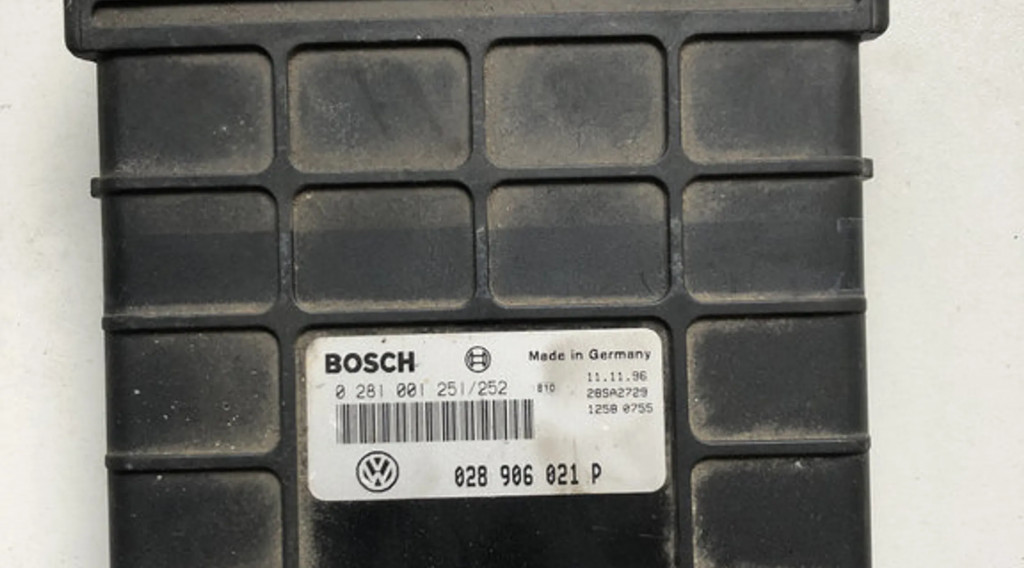 BOSCH
Made in Germany
0 281 001 251/252
810
11.11.96
28SA2729
1258 0755
028 906 021 P